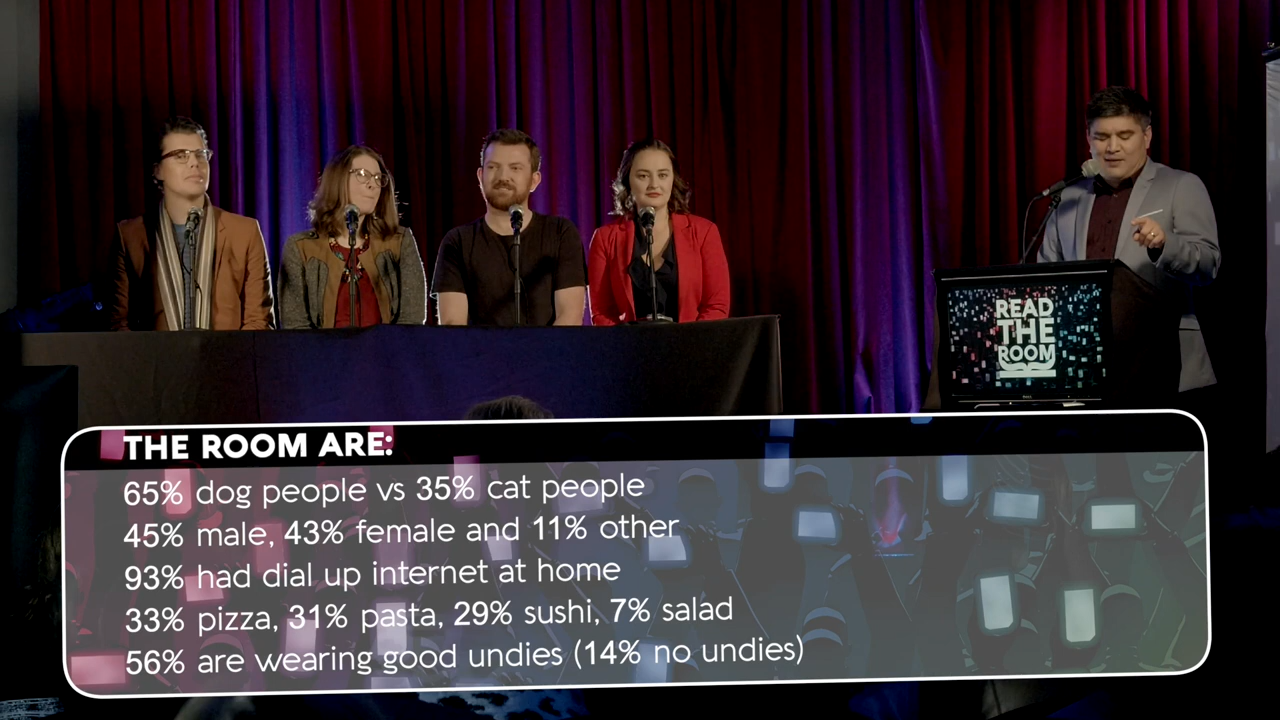 READ
THE
ROOM
THE ROOM ARE:
65% dog people vs 35% cat people
45% male, 43% female and 11% other
93% had dial up internet at home
33% pizza, 31% pasta, 29% sushi, 7% salad
56% are wearing good undies (14% no undies)